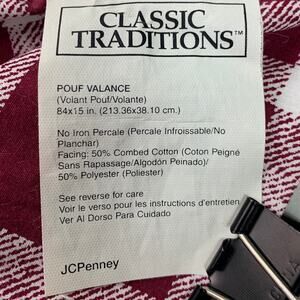 CLASSIC
TRADITIONS™
POUF VALANCE
(Volant Pouf/Volante)
84x15 in. (213.36x38.10 cm.)
No Iron Percale (Percale Infroissable/No
Planchar)
Facing: 50% Combed Cotton (Coton Peigné
Sans Rapassage/Algodón Peinado)/
50% Polyester (Poliester)
See reverse for care
Voir le verso pour les instructions d'entretien
Ver Al Dorso Para Cuidado
JCPenney